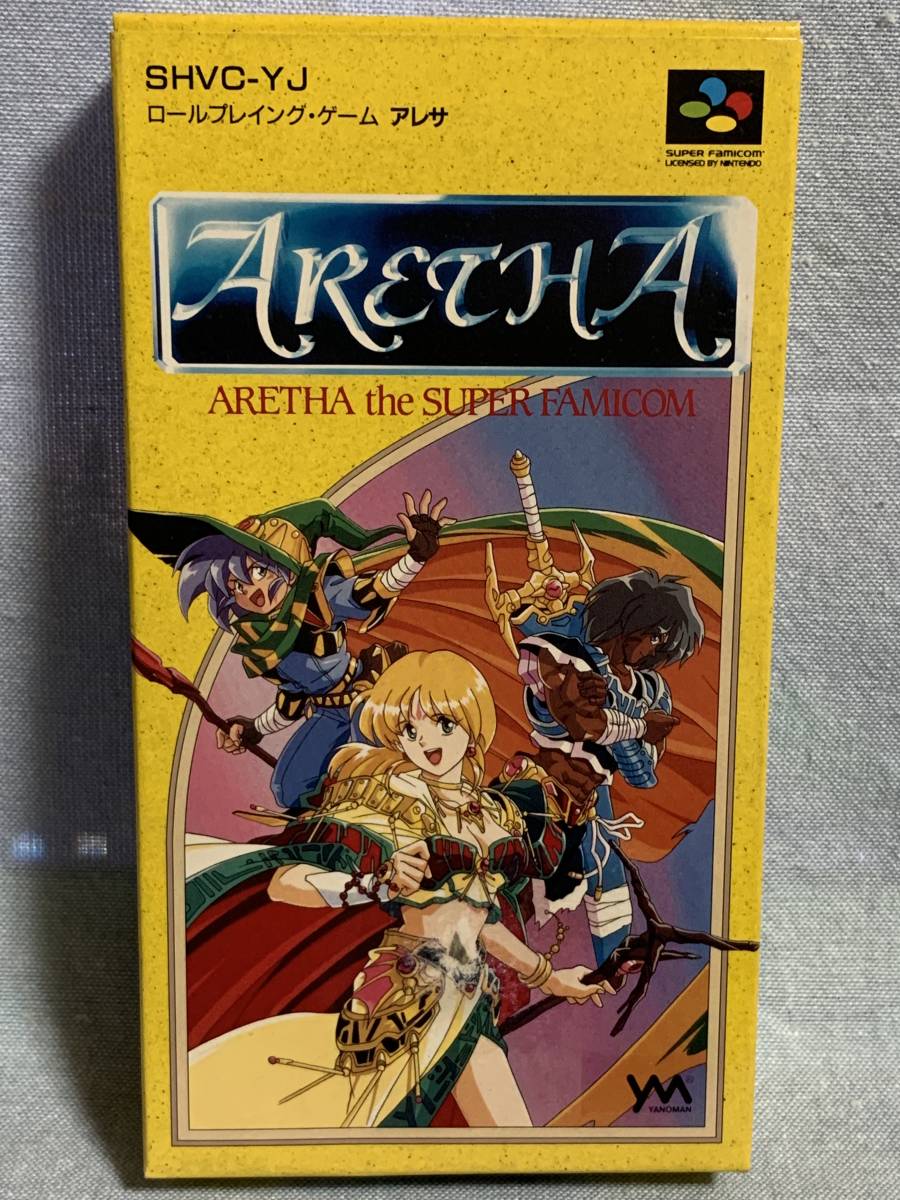 SHVC-YJ
ロールプレイング・ゲーム アレサ
SUPER FAMICOM
LICENSED BY NINTENDO
ARETHA
ARETHA the SUPER FAMICOM
YM®
YANOMAN